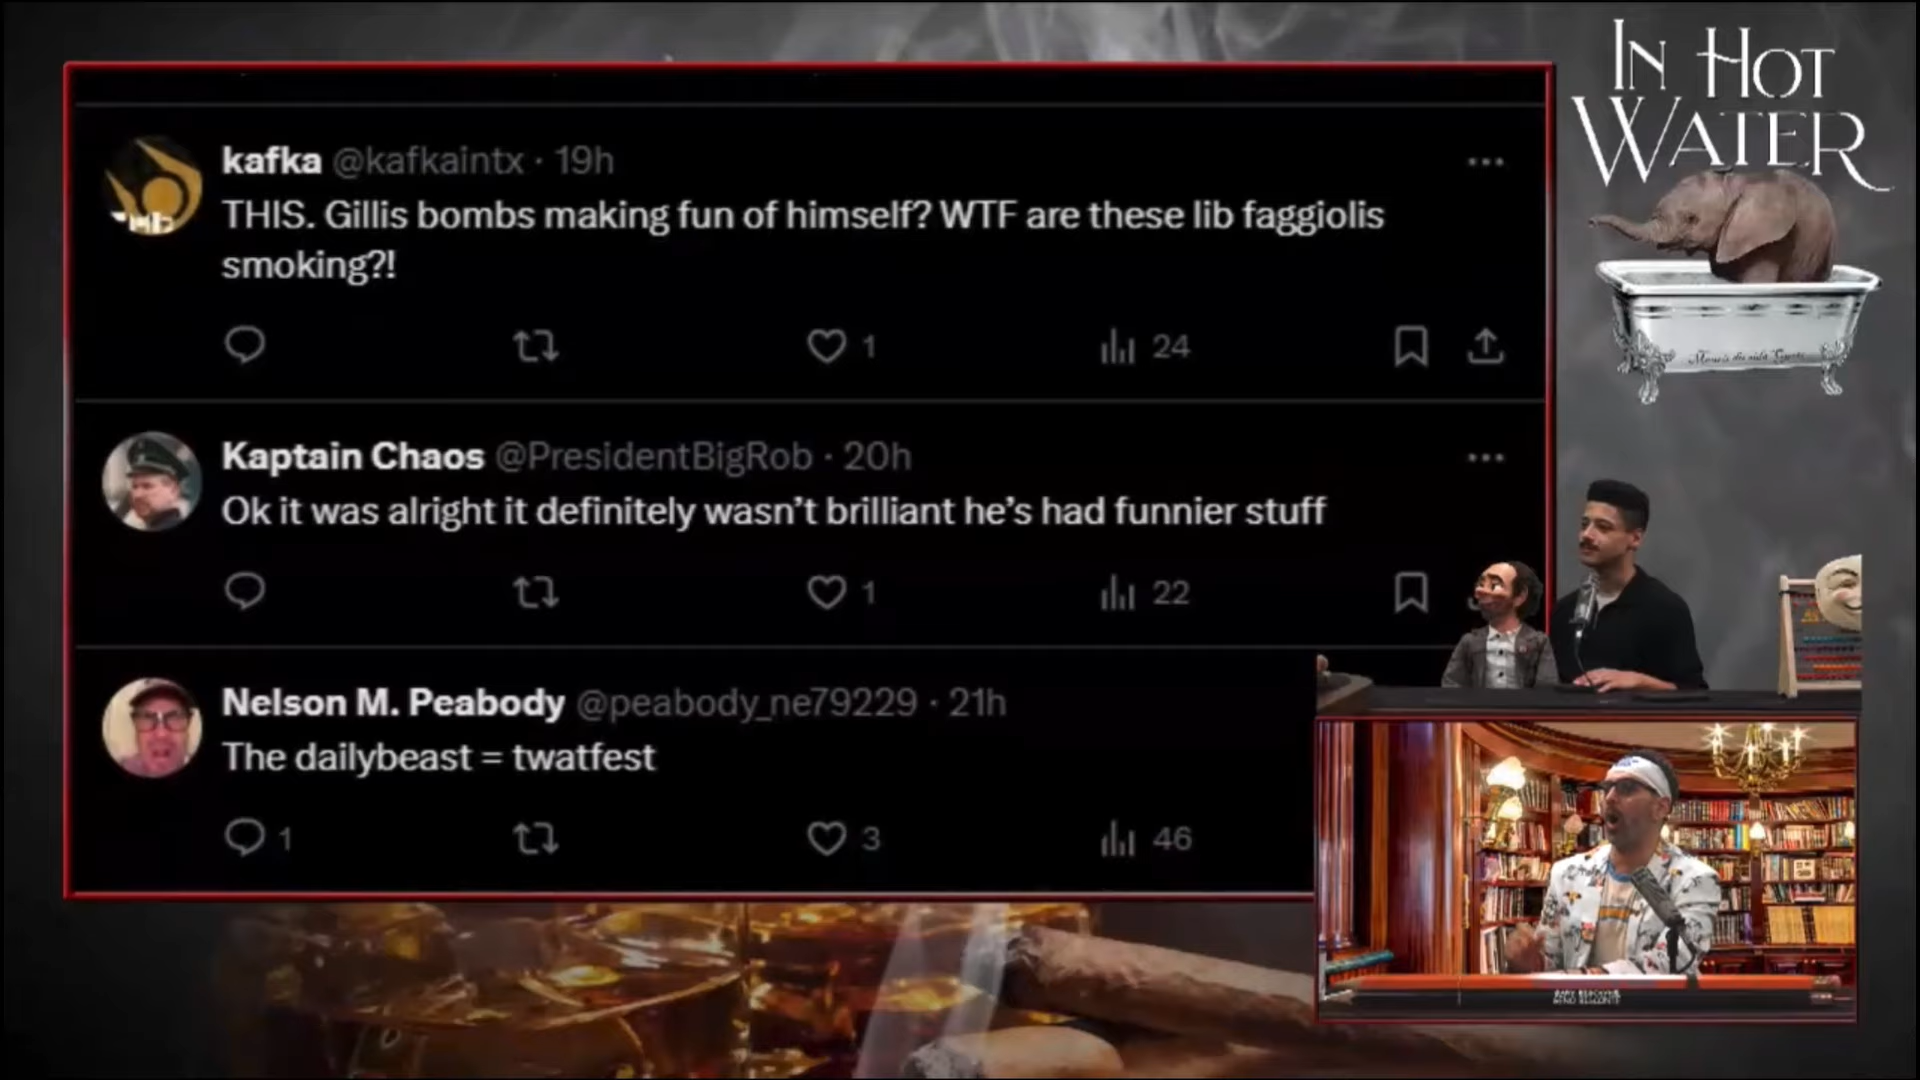 IN HOT
WATER
kafka @kafkaintx · 19h
THIS. Gillis bombs making fun of himself? WTF are these lib faggiolis
smoking?!
1
24
Kaptain Chaos @PresidentBigRob · 20h
Ok it was alright it definitely wasn't brilliant he's had funnier stuff
1
22
Nelson M. Peabody @peabody_ne79229 · 21h
The dailybeast = twatfest
1
3
46